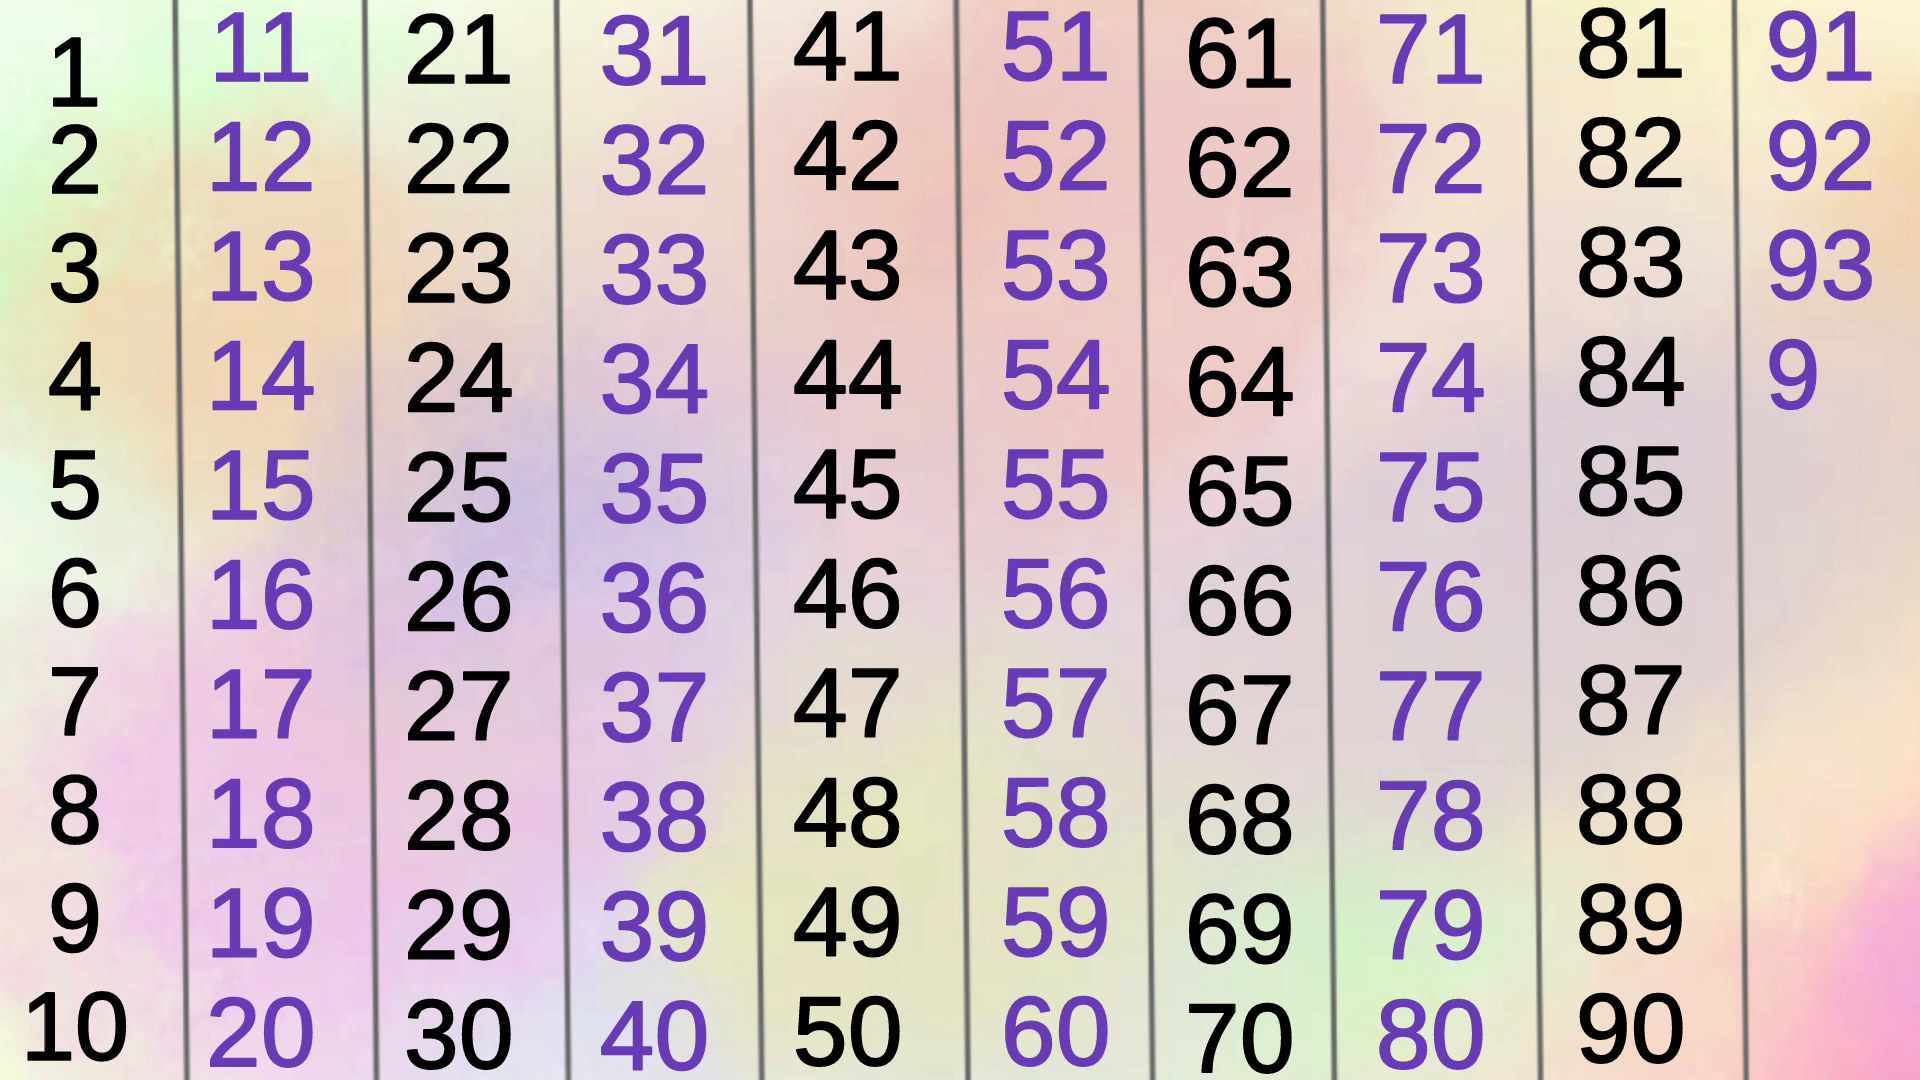 1 11 21 31 41 51 61 71 81 91
2 12 22 32 42 52 62 72 82 92
3 13 23 33 43 53 63 73 83 93
4 14 24 34 44 54 64 74 84 9
5 15 25 35 45 55 65 75 85
6 16 26 36 46 56 66 76 86
7 17 27 37 47 57 67 77 87
8 18 28 38 48 58 68 78 88
9 19 29 39 49 59 69 79 89
10 20 30 40 50 60 70 80 90